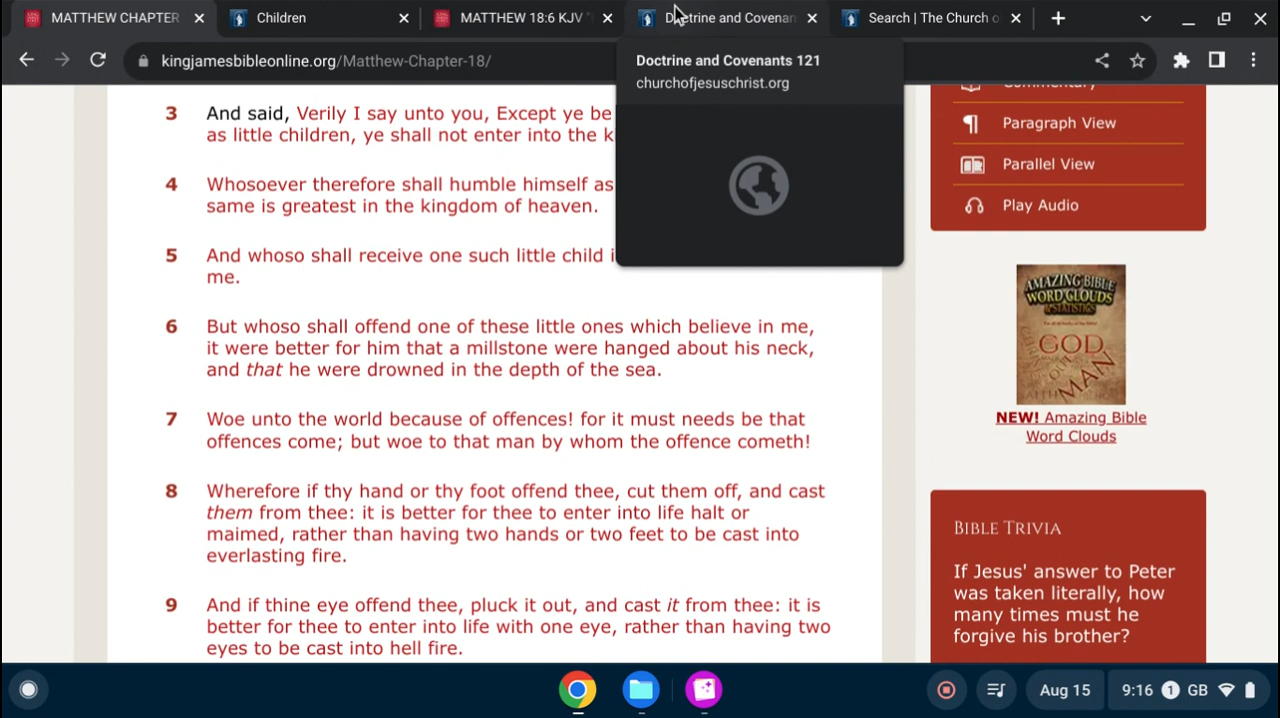 MATTHEW CHAPTER
Children
MATTHEW 18:6 KJV "
Doctrine and Covenan
Search | The Church o
kingjamesbibleonline.org/Matthew-Chapter-18/
Doctrine and Covenants 121
churchofjesuschrist.org
3 And said, Verily I say unto you, Except ye be
as little children, ye shall not enter into the k
4 Whosoever therefore shall humble himself as
same is greatest in the kingdom of heaven.
5 And whoso shall receive one such little child i
me.
6 But whoso shall offend one of these little ones which believe in me,
it were better for him that a millstone were hanged about his neck,
and that he were drowned in the depth of the sea.
7 Woe unto the world because of offences! for it must needs be that
offences come; but woe to that man by whom the offence cometh!
8 Wherefore if thy hand or thy foot offend thee, cut them off, and cast
them from thee: it is better for thee to enter into life halt or
maimed, rather than having two hands or two feet to be cast into
everlasting fire.
9 And if thine eye offend thee, pluck it out, and cast it from thee: it is
better for thee to enter into life with one eye, rather than having two
eyes to be cast into hell fire.
Commentary
Paragraph View
Parallel View
Play Audio
AMAZING BIBLE
WORD CLOUDS
& STATISTICS
GOD
MAN
NEW! Amazing Bible
Word Clouds
BIBLE TRIVIA
If Jesus' answer to Peter
was taken literally, how
many times must he
forgive his brother?
Aug 15
9:16 1 GB